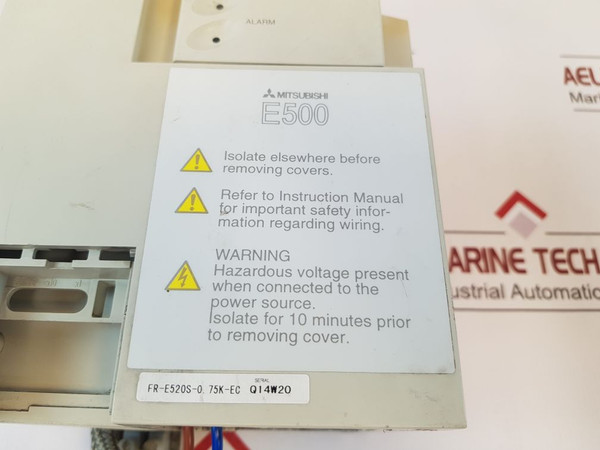 ALARM
MITSUBISHI
E500
Isolate elsewhere before
removing covers.
Refer to Instruction Manual
for important safety infor-
mation regarding wiring.
WARNING
Hazardous voltage present
when connected to the
power source.
Isolate for 10 minutes prior
to removing cover.
SERIAL
FR-E520S-0.75K-EC Q14W20
AEL
Mari
MARINE TECH
ustrial Automatio